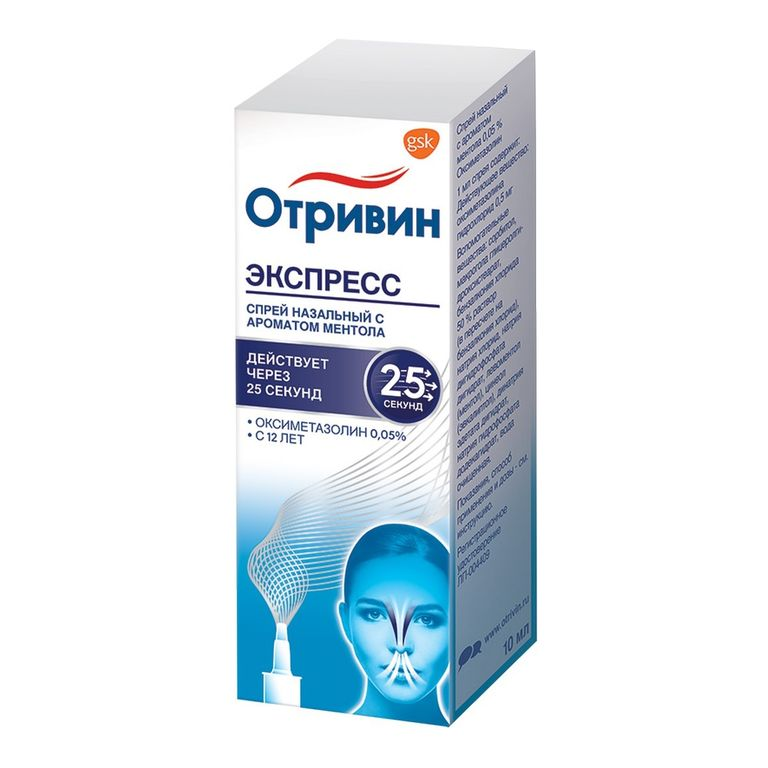 gsk
Отривин
ЭКСПРЕСС
СПРЕЙ НАЗАЛЬНЫЙ С
АРОМАТОМ МЕНТОЛА
ДЕЙСТВУЕТ
ЧЕРЕЗ
25 СЕКУНД
25
СЕКУНД
• ОКСИМЕТАЗОЛИН 0,05%
• С 12 ЛЕТ
Спрей назальный
с ароматом
ментола 0,05 %
Оксиметазолин
1 мл спрея содержит:
Действующее вещество:
оксиметазолина
гидрохлорид 0,5 мг
Вспомогательные
вещества: сорбитол,
макрогола глицерилги-
дроксистеарат,
бензалкония хлорида
50 % раствор
(в пересчете на
бензалкония хлорид),
натрия хлорид, натрия
дигидрофосфата
дигидрат, левоментол
(ментол), цинеол
(эвкалиптол), динатрия
эдетата дигидрат,
натрия гидрофосфата
додекагидрат, вода
очищенная.
Показания, способ
применения и дозы - см.
инструкцию.
Регистрационное
удостоверение
ЛП-004409
www.otrivin.ru
10 мл